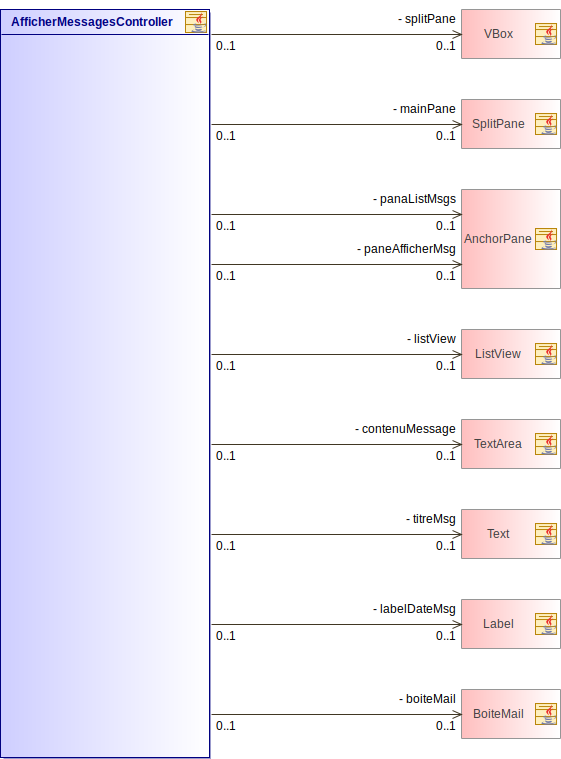 AfficherMessagesController
- splitPane
0..1 0..1
VBox
- mainPane
0..1 0..1
SplitPane
- panaListMsgs
0..1 0..1
- paneAfficherMsg
0..1 0..1
AnchorPane
- listView
0..1 0..1
ListView
- contenuMessage
0..1 0..1
TextArea
- titreMsg
0..1 0..1
Text
- labelDateMsg
0..1 0..1
Label
- boiteMail
0..1 0..1
BoiteMail